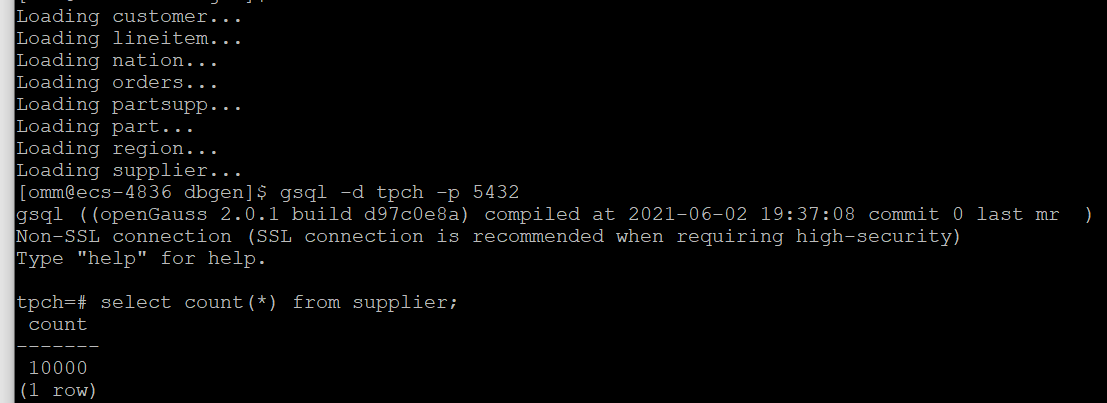 Loading customer...
Loading lineitem...
Loading nation...
Loading orders...
Loading partsupp...
Loading part...
Loading region...
Loading supplier...
[omm@ecs-4836 dbgen]$ gsql -d tpch -p 5432
gsql ((openGauss 2.0.1 build d97c0e8a) compiled at 2021-06-02 19:37:08 commit 0 last mr  )
Non-SSL connection (SSL connection is recommended when requiring high-security)
Type "help" for help.
tpch=# select count(*) from supplier;
count
-------
10000
(1 row)